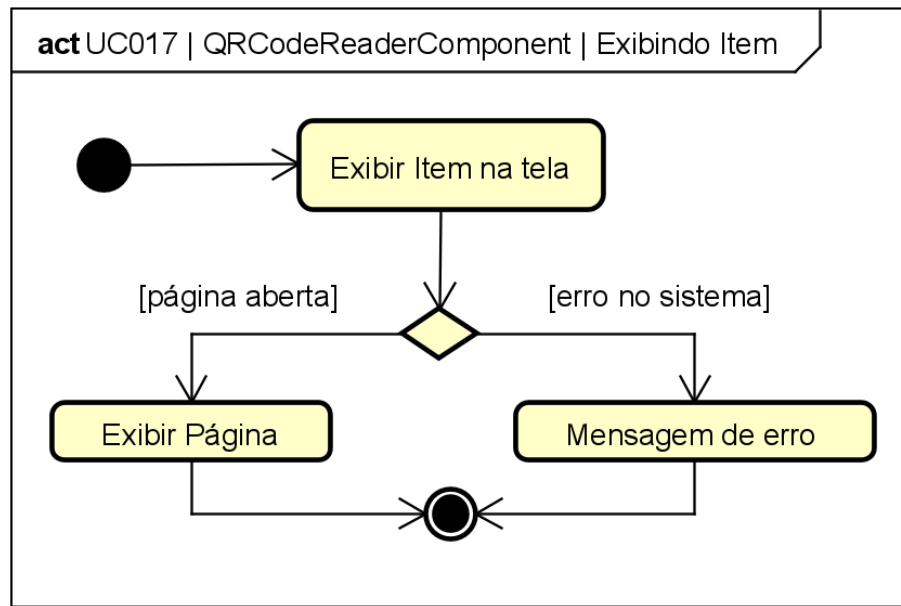 act UC017 | QRCodeReaderComponent | Exibindo Item
Exibir Item na tela
[página aberta]
[erro no sistema]
Exibir Página
Mensagem de erro